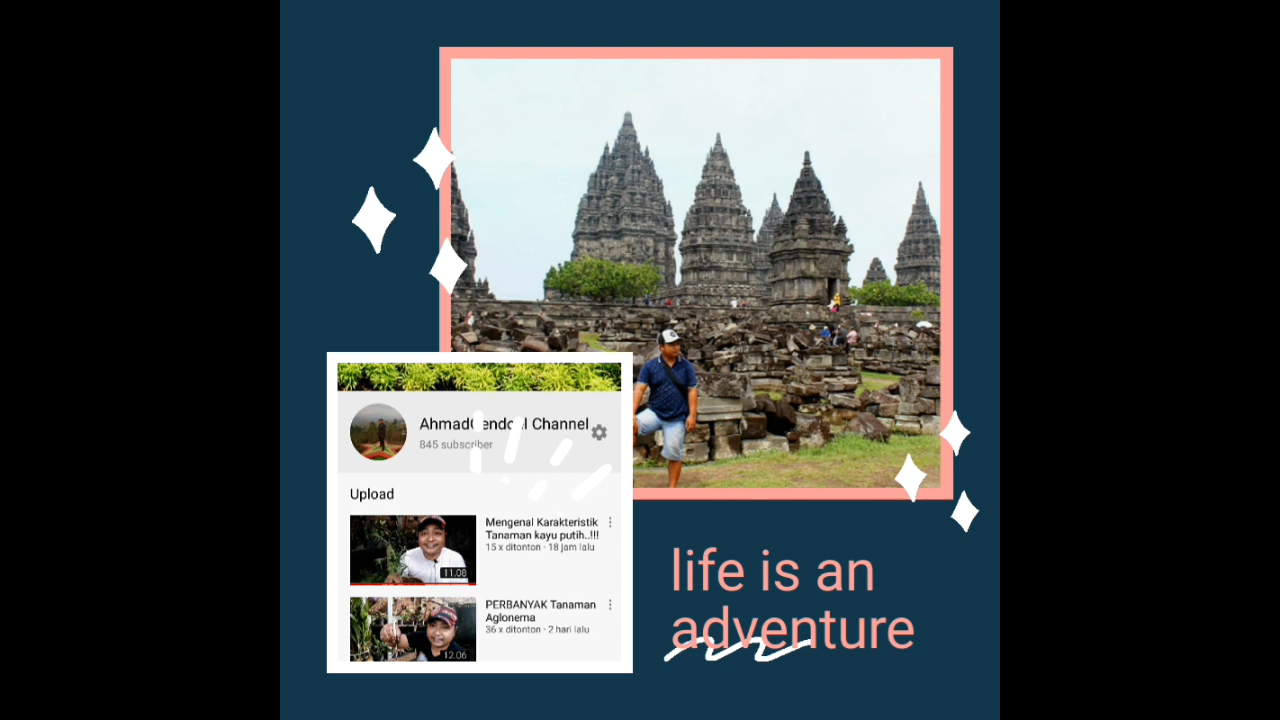 AhmadGendoel Channel
845 subscriber
Upload
Mengenal Karakteristik
Tanaman kayu putih..!!!
15 x ditonton · 18 jam lalu
11.08
PERBANYAK Tanaman
Aglonema
36 x ditonton · 2 hari lalu
12.06
life is an
adventure